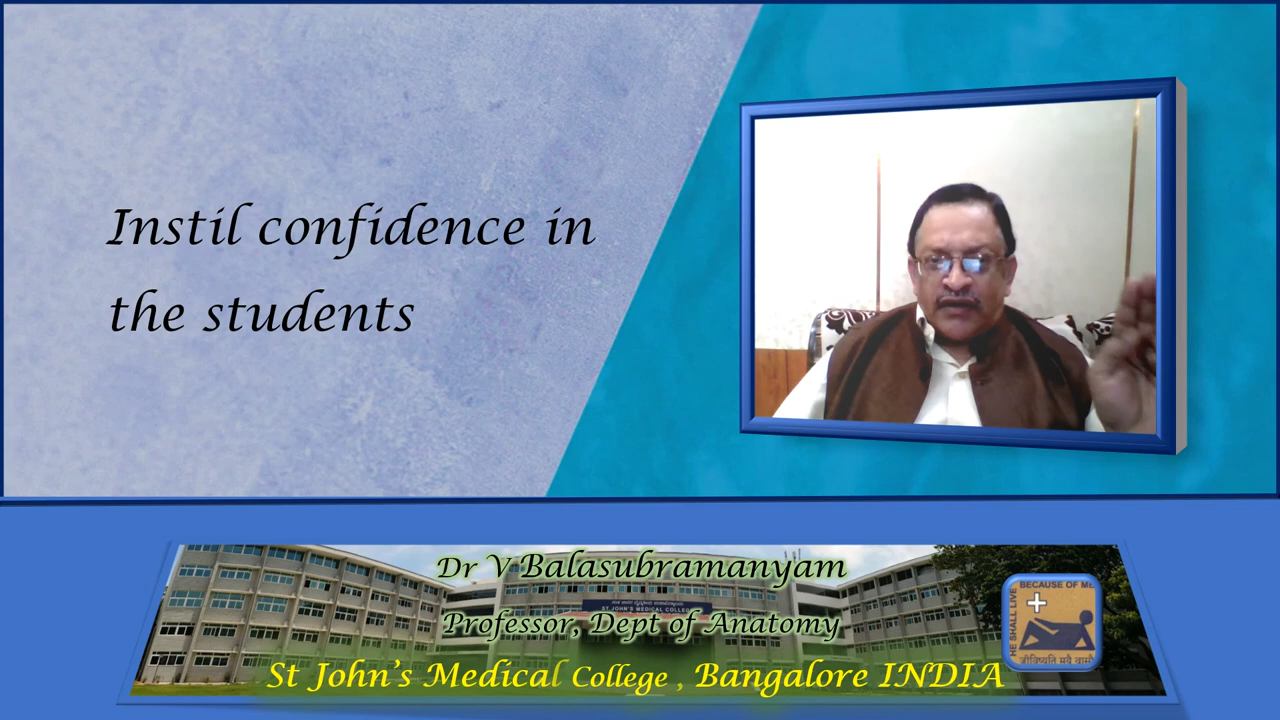 Instil confidence in
the students
Dr V Balasubramanyam
ST JOHN'S MEDICAL COLLEGE
Professor, Dept of Anatomy
St John's Medical College , Bangalore INDIA
BECAUSE OF ME
HE SHALL LIVE